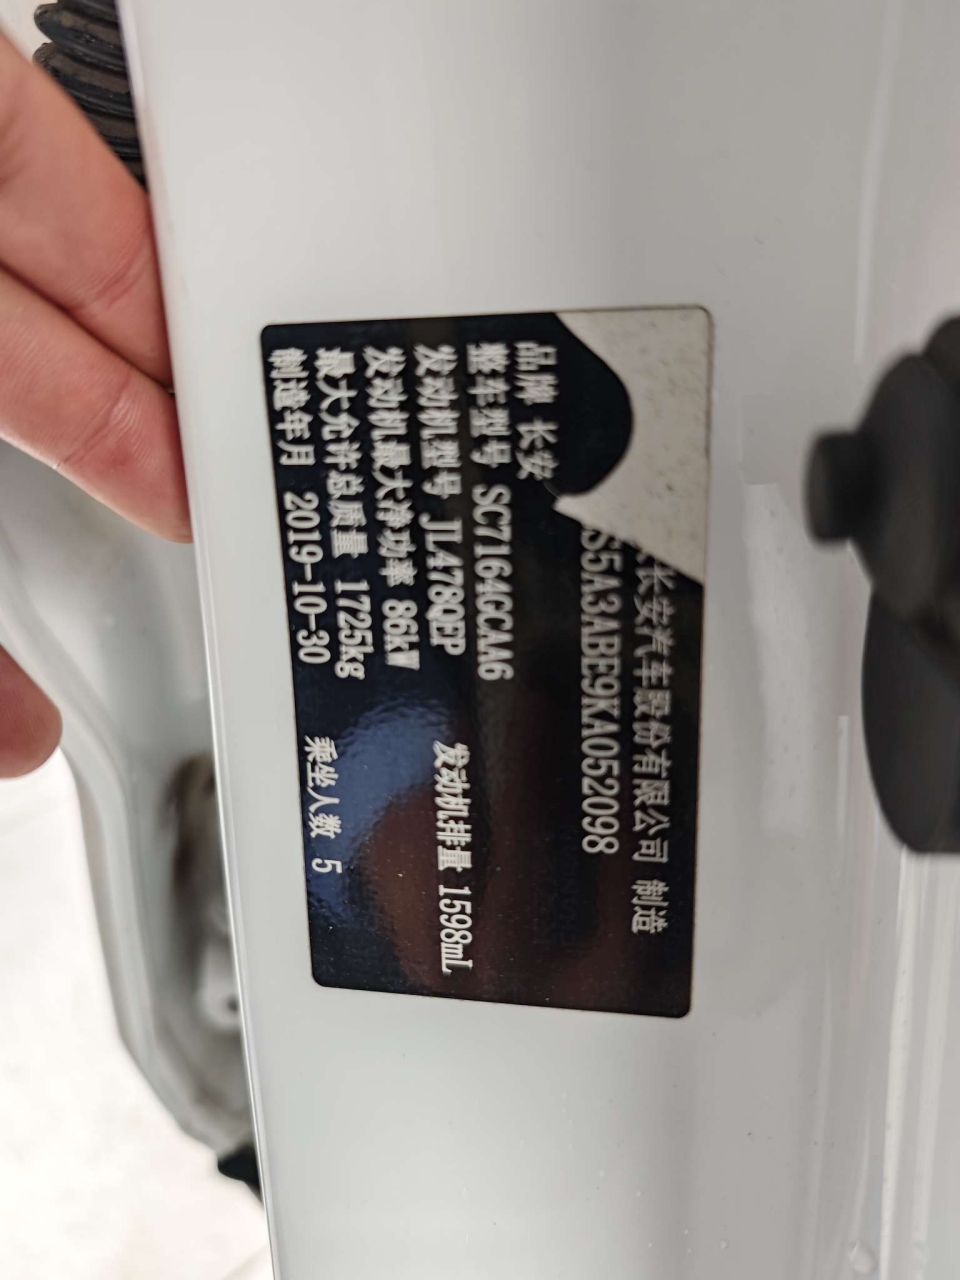 长安汽车股份有限公司 制造
S5A3ABE9KA052098
品牌 长安
整车型号 SC7164GCAA6
发动机型号 JL478QEP 发动机排量 1598mL
发动机最大净功率 86kW
最大允许总质量 1725kg
制造年月 2019-10-30 乘坐人数 5